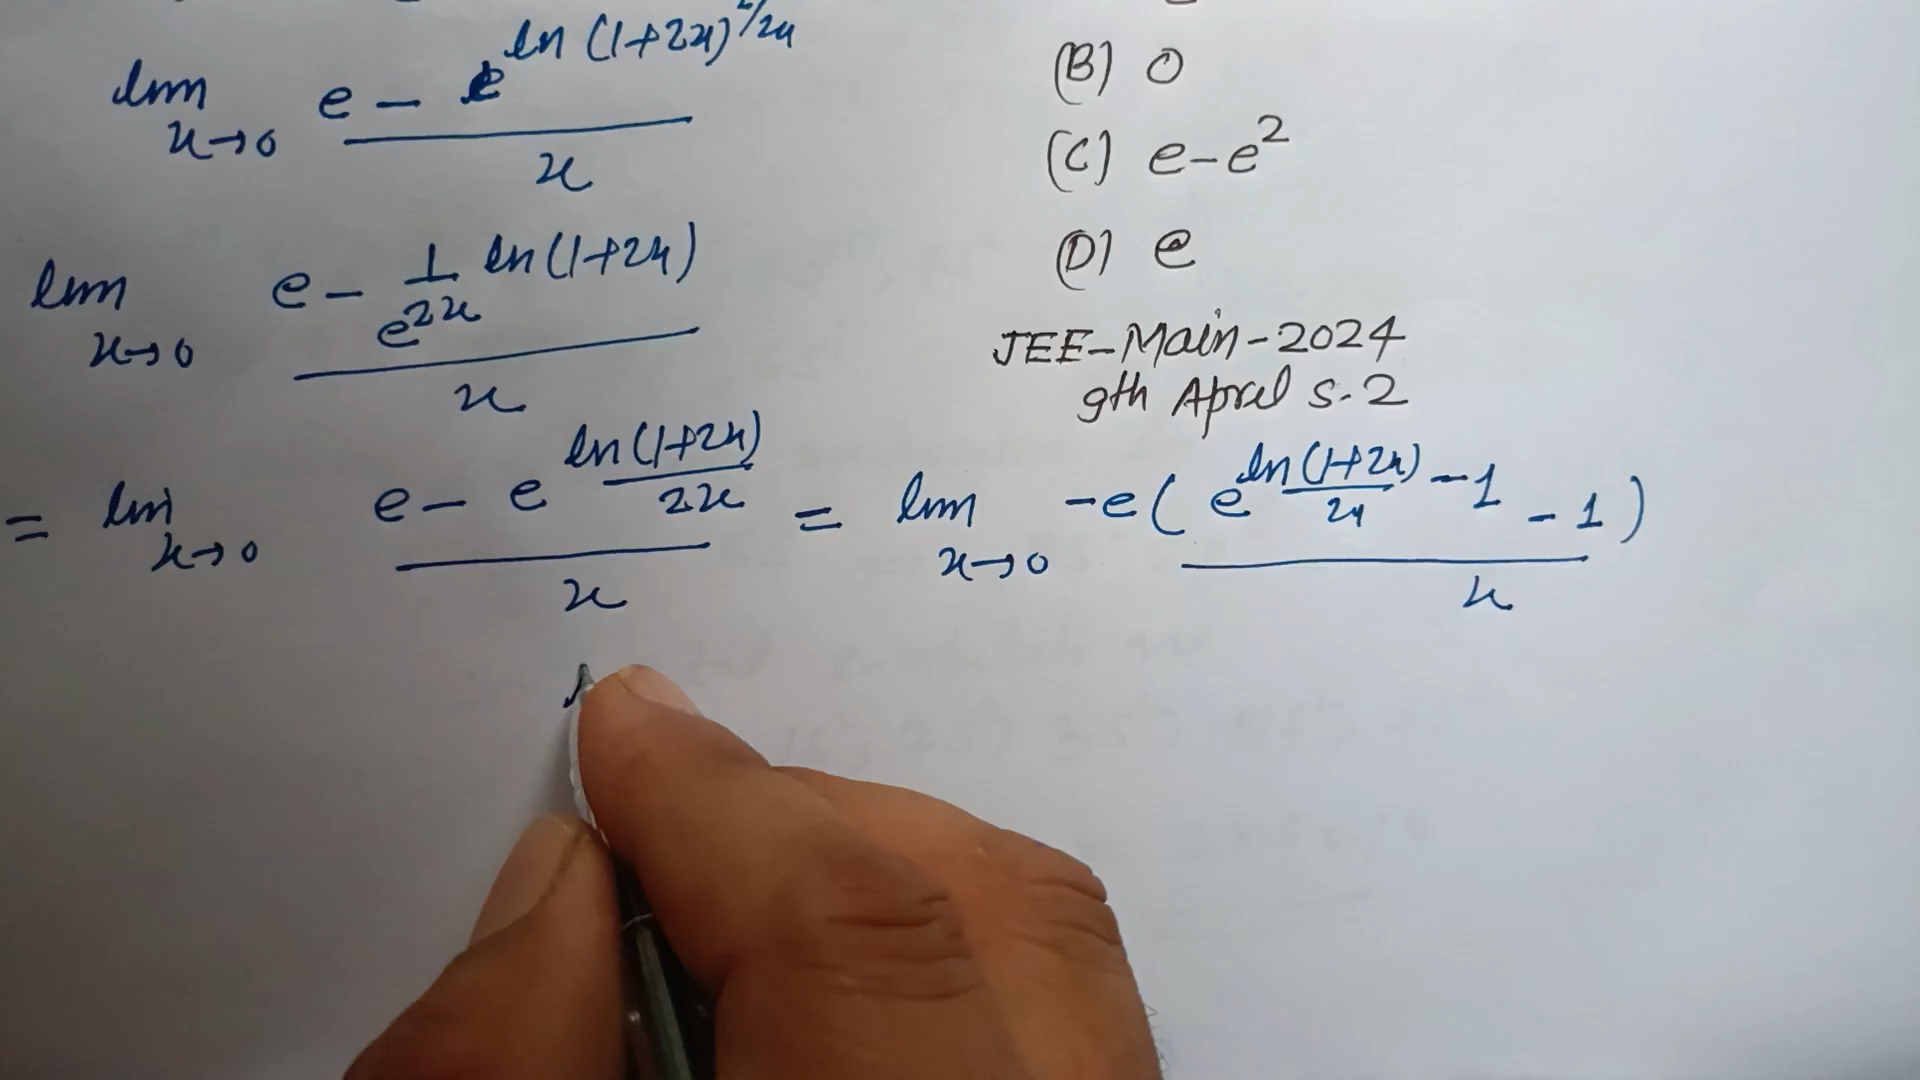 lim x→0 e - e^ln(1+2x)^1/2x / x
(B) 0
(C) e-e^2
(D) e
lim x→0 e - e^1/2x ln(1+2x) / x
JEE-Main-2024
9th April S-2
= lim x→0 e - e^ln(1+2x)/2x / x = lim x→0 -e(e^ln(1+2x)/2x -1 - 1) / x